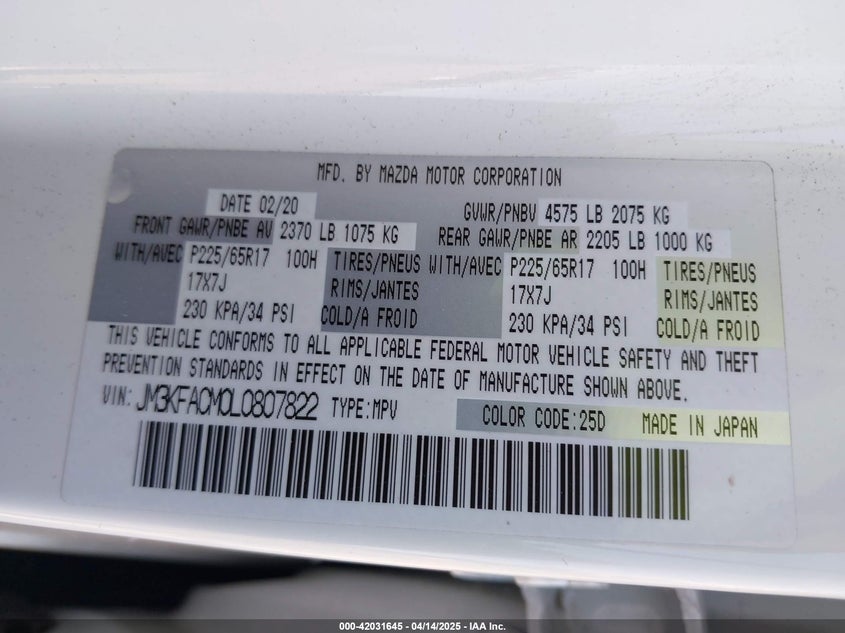 MFD. BY MAZDA MOTOR CORPORATION
DATE 02/20 GVWR/PNBV 4575 LB 2075 KG
FRONT GAWR/PNBE AV 2370 LB 1075 KG REAR GAWR/PNBE AR 2205 LB 1000 KG
WITH/AVEC P225/65R17 100H TIRES/PNEUS WITH/AVEC P225/65R17 100H TIRES/PNEUS
17X7J RIMS/JANTES 17X7J RIMS/JANTES
230 KPA/34 PSI COLD/A FROID 230 KPA/34 PSI COLD/A FROID
THIS VEHICLE CONFORMS TO ALL APPLICABLE FEDERAL MOTOR VEHICLE SAFETY AND THEFT
PREVENTION STANDARDS IN EFFECT ON THE DATE OF MANUFACTURE SHOWN ABOVE.
VIN: JM3KFACM0L0807822 TYPE:MPV COLOR CODE:25D MADE IN JAPAN
000-42031645 - 04/14/2025 - IAA Inc.